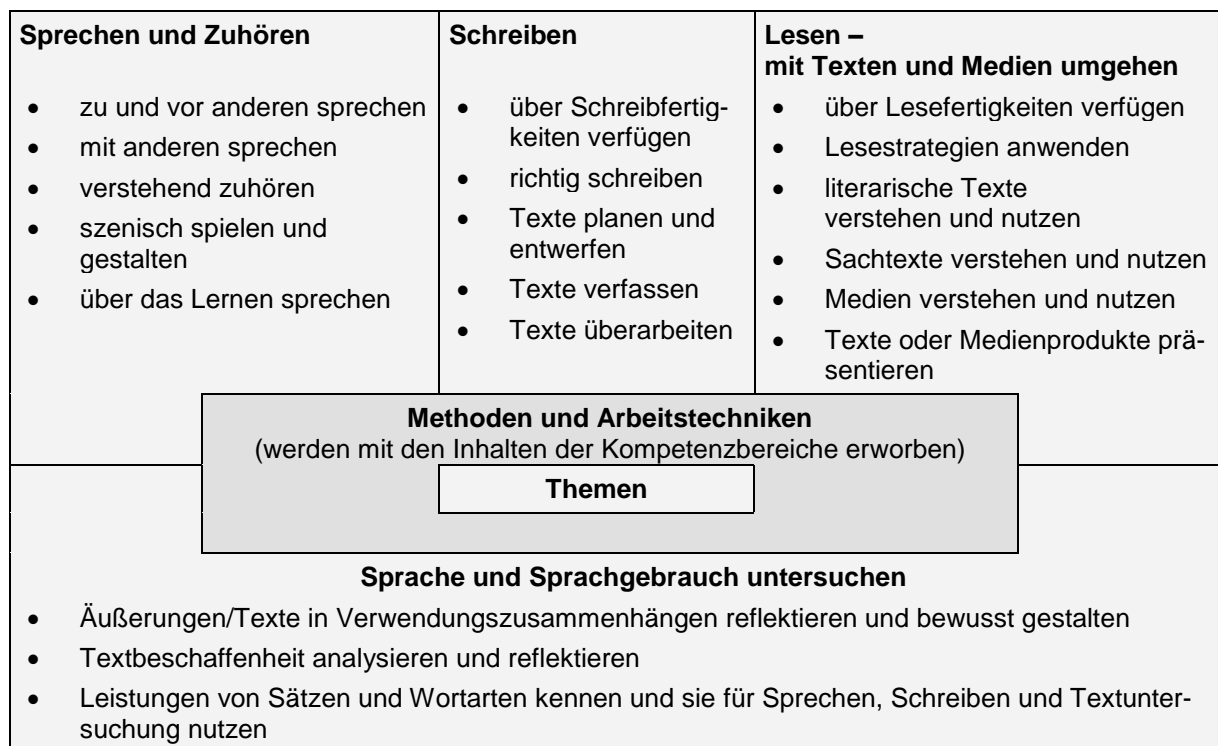 Sprechen und Zuhören
• zu und vor anderen sprechen
• mit anderen sprechen
• verstehend zuhören
• szenisch spielen und
gestalten
• über das Lernen sprechen
Schreiben
• über Schreibfertig-
keiten verfügen
• richtig schreiben
• Texte planen und
entwerfen
• Texte verfassen
• Texte überarbeiten
Lesen –
mit Texten und Medien umgehen
• über Lesefertigkeiten verfügen
• Lesestrategien anwenden
• literarische Texte
verstehen und nutzen
• Sachtexte verstehen und nutzen
• Medien verstehen und nutzen
• Texte oder Medienprodukte prä-
sentieren
Methoden und Arbeitstechniken
(werden mit den Inhalten der Kompetenzbereiche erworben)
Themen
Sprache und Sprachgebrauch untersuchen
• Äußerungen/Texte in Verwendungszusammenhängen reflektieren und bewusst gestalten
• Textbeschaffenheit analysieren und reflektieren
• Leistungen von Sätzen und Wortarten kennen und sie für Sprechen, Schreiben und Textunter-
suchung nutzen